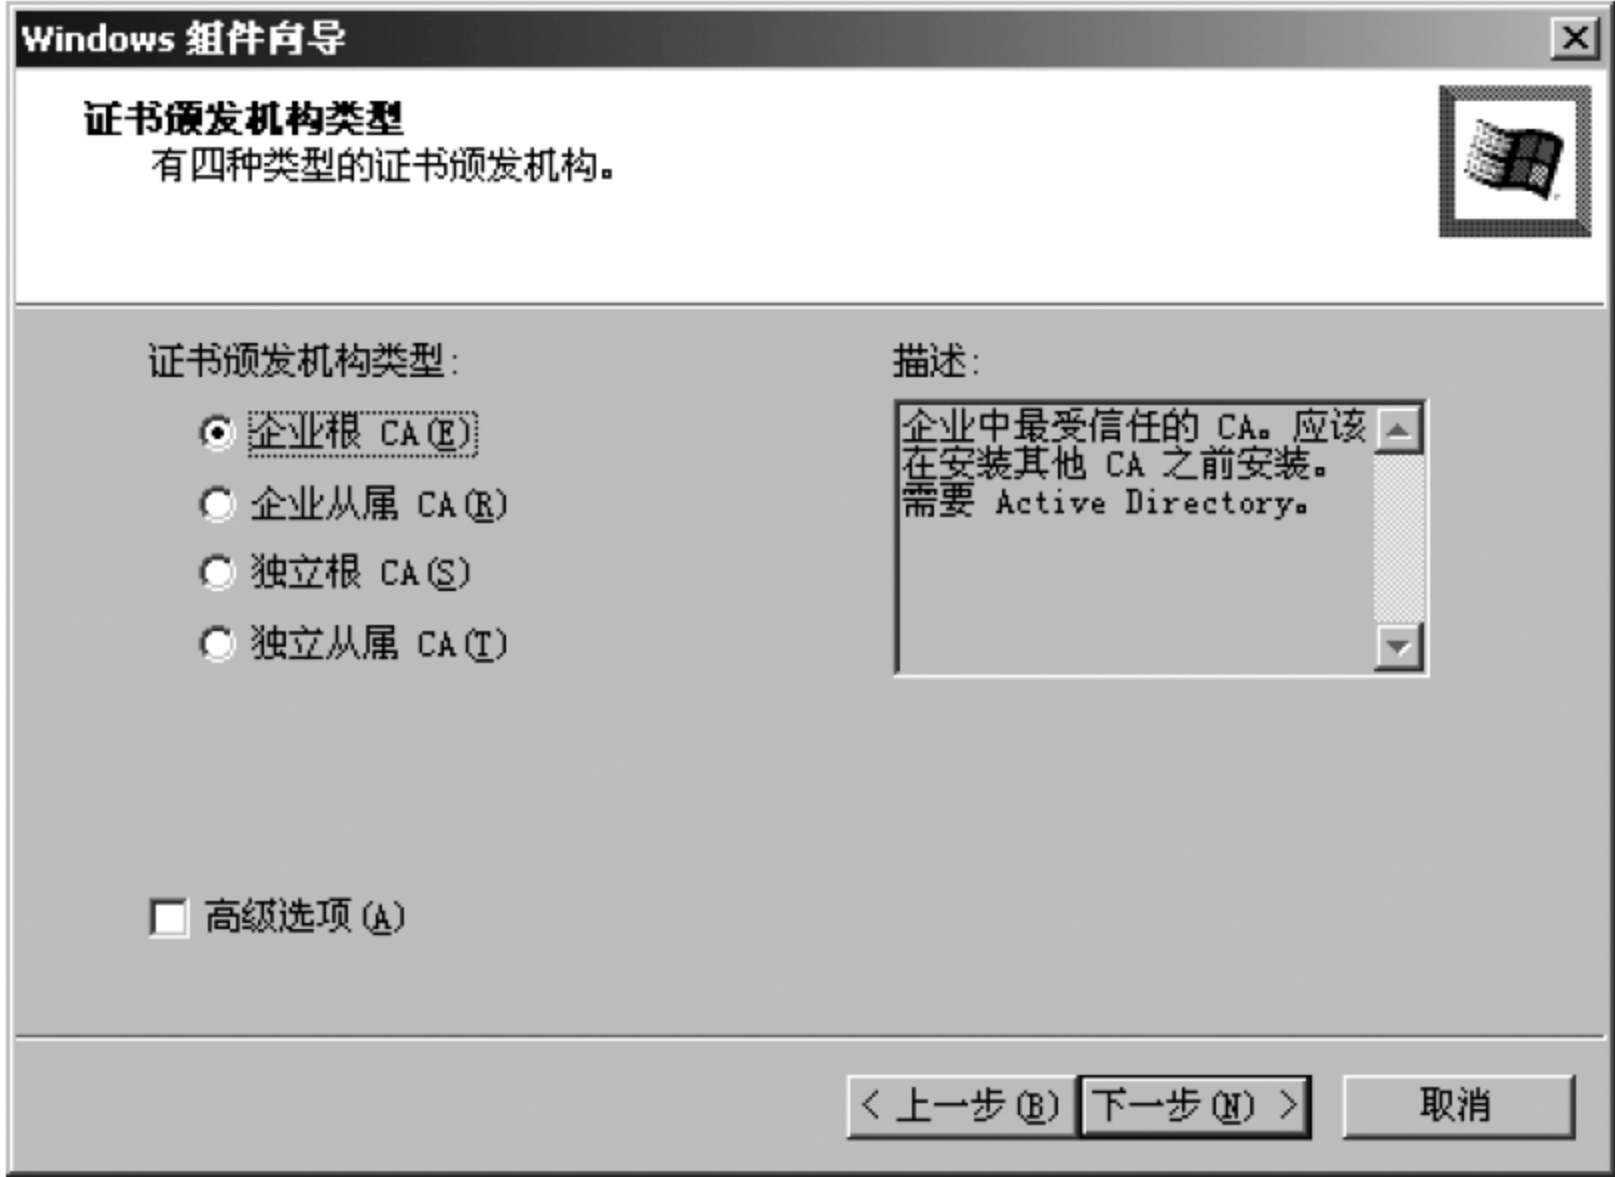 Windows 组件向导
证书颁发机构类型
有四种类型的证书颁发机构。
证书颁发机构类型:
企业根 CA(E)
企业从属 CA(R)
独立根 CA(S)
独立从属 CA(T)
描述:
企业中最受信任的 CA。应该
在安装其他 CA 之前安装。
需要 Active Directory。
高级选项(A)
< 上一步(B)
下一步(N) >
取消